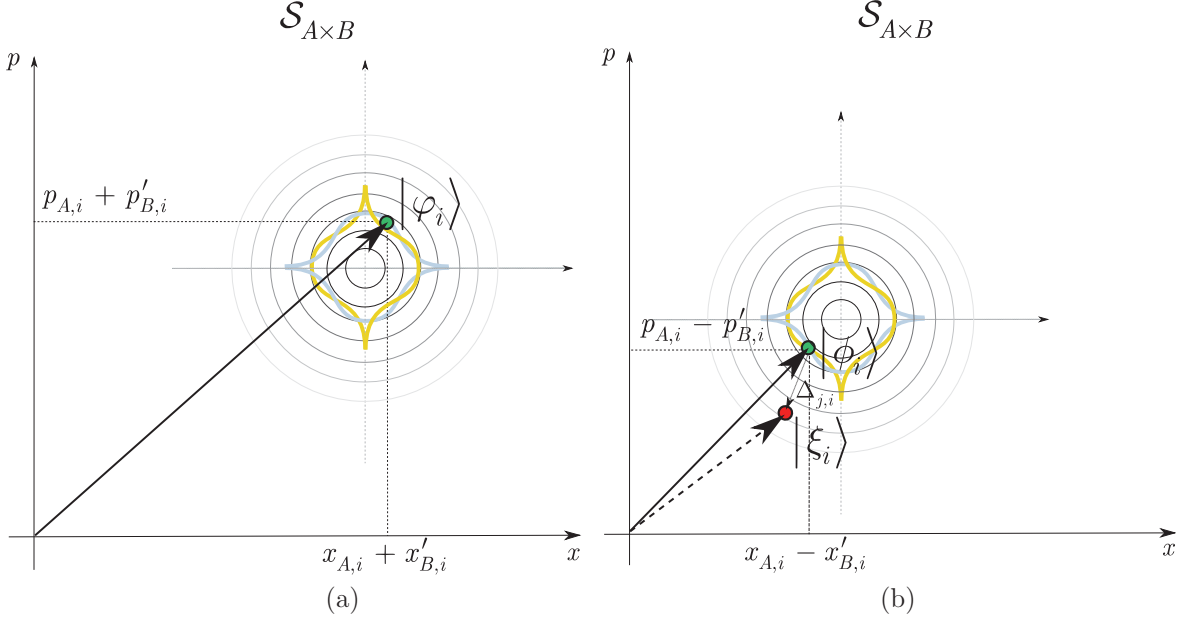 𝒮_{A×B}
p
p_{A,i} + p′_{B,i}
|φ_i⟩
x_{A,i} + x′_{B,i}
x
(a)
𝒮_{A×B}
p
p_{A,i} − p′_{B,i}
|ϕ_i⟩
Δ_{j,i}
|ξ_i⟩
x_{A,i} − x′_{B,i}
x
(b)